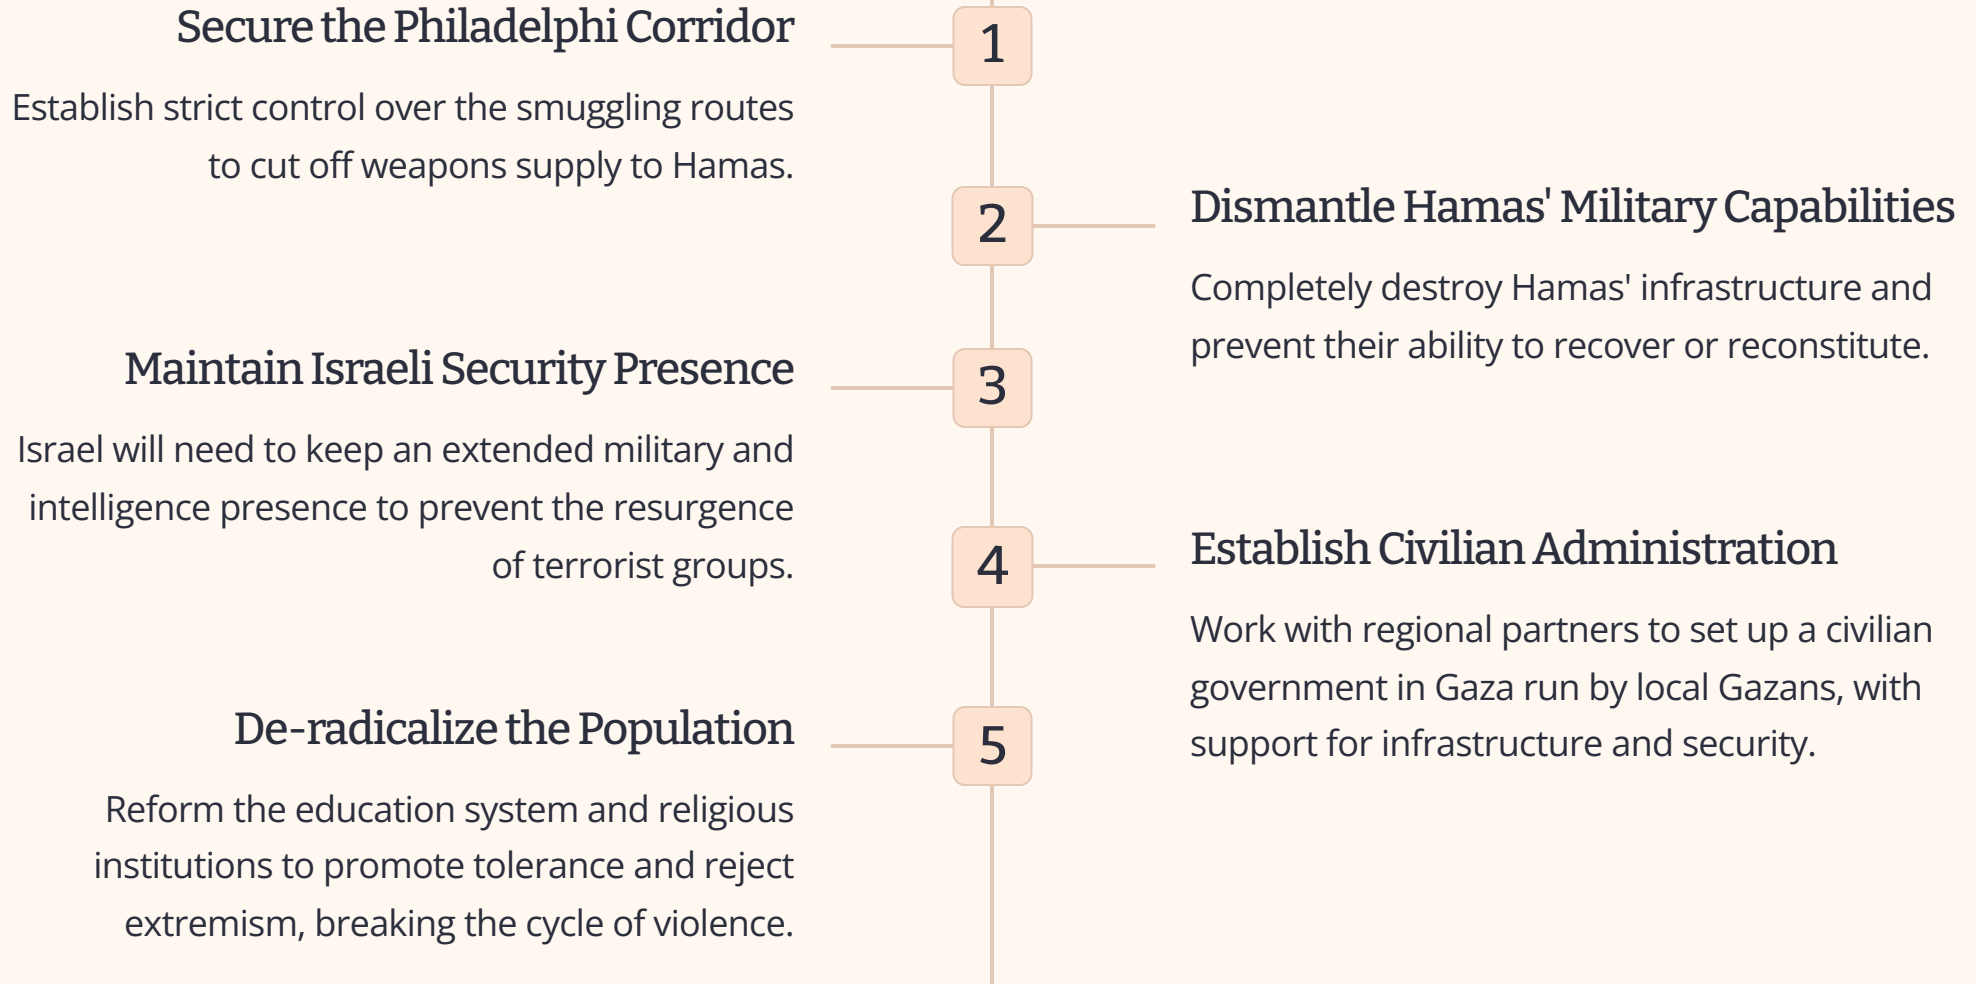 Secure the Philadelphi Corridor
1
Establish strict control over the smuggling routes
to cut off weapons supply to Hamas.
2
Dismantle Hamas' Military Capabilities
Completely destroy Hamas' infrastructure and
prevent their ability to recover or reconstitute.
Maintain Israeli Security Presence
3
Israel will need to keep an extended military and
intelligence presence to prevent the resurgence
of terrorist groups.
4
Establish Civilian Administration
Work with regional partners to set up a civilian
government in Gaza run by local Gazans, with
support for infrastructure and security.
De-radicalize the Population
5
Reform the education system and religious
institutions to promote tolerance and reject
extremism, breaking the cycle of violence.